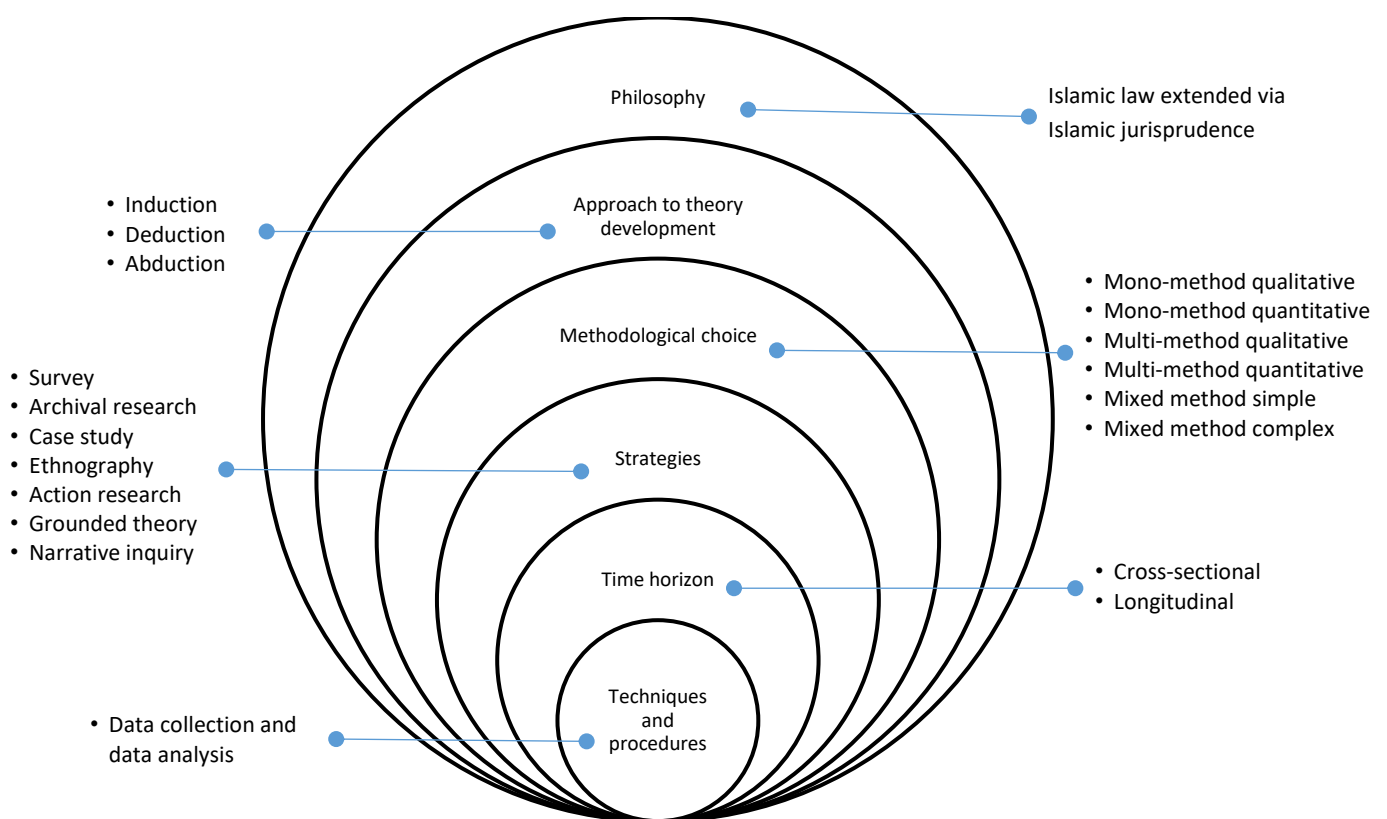 Philosophy
Islamic law extended via
Islamic jurisprudence
• Induction
• Deduction
• Abduction
Approach to theory
development
• Mono-method qualitative
• Mono-method quantitative
• Multi-method qualitative
• Multi-method quantitative
• Mixed method simple
• Mixed method complex
Methodological choice
• Survey
• Archival research
• Case study
• Ethnography
• Action research
• Grounded theory
• Narrative inquiry
Strategies
Time horizon
• Cross-sectional
• Longitudinal
Techniques
and
procedures
• Data collection and
data analysis